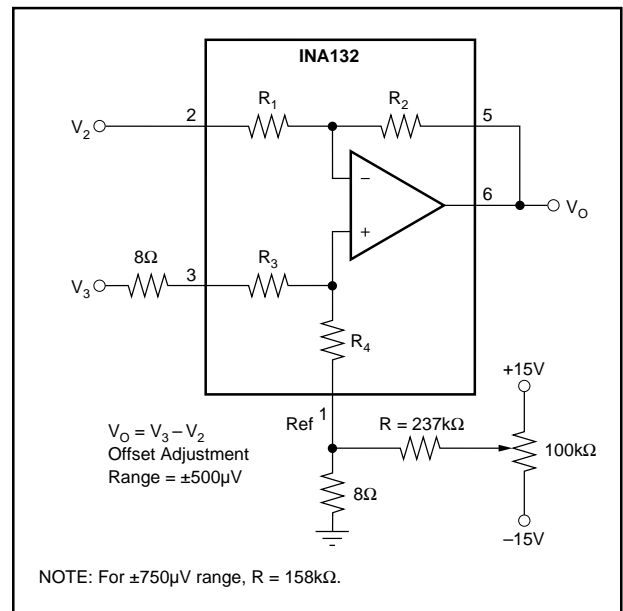 INA132
R1
R2
2
5
V2
−
6
VO
+
8Ω
3
R3
V3
R4
+15V
Ref
1
R = 237kΩ
100kΩ
VO = V3 – V2
Offset Adjustment
Range = ±500µV
8Ω
–15V
NOTE: For ±750µV range, R = 158kΩ.